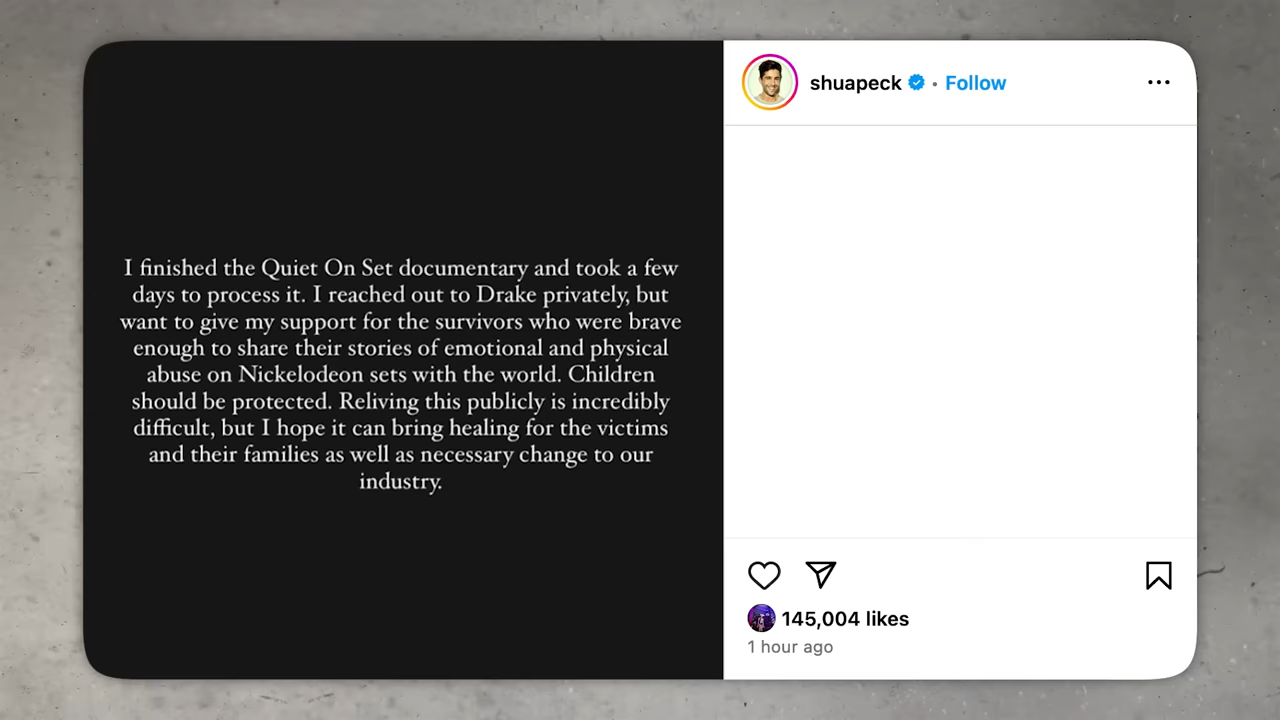 I finished the Quiet On Set documentary and took a few
days to process it. I reached out to Drake privately, but
want to give my support for the survivors who were brave
enough to share their stories of emotional and physical
abuse on Nickelodeon sets with the world. Children
should be protected. Reliving this publicly is incredibly
difficult, but I hope it can bring healing for the victims
and their families as well as necessary change to our
industry.
shuapeck • Follow
145,004 likes
1 hour ago